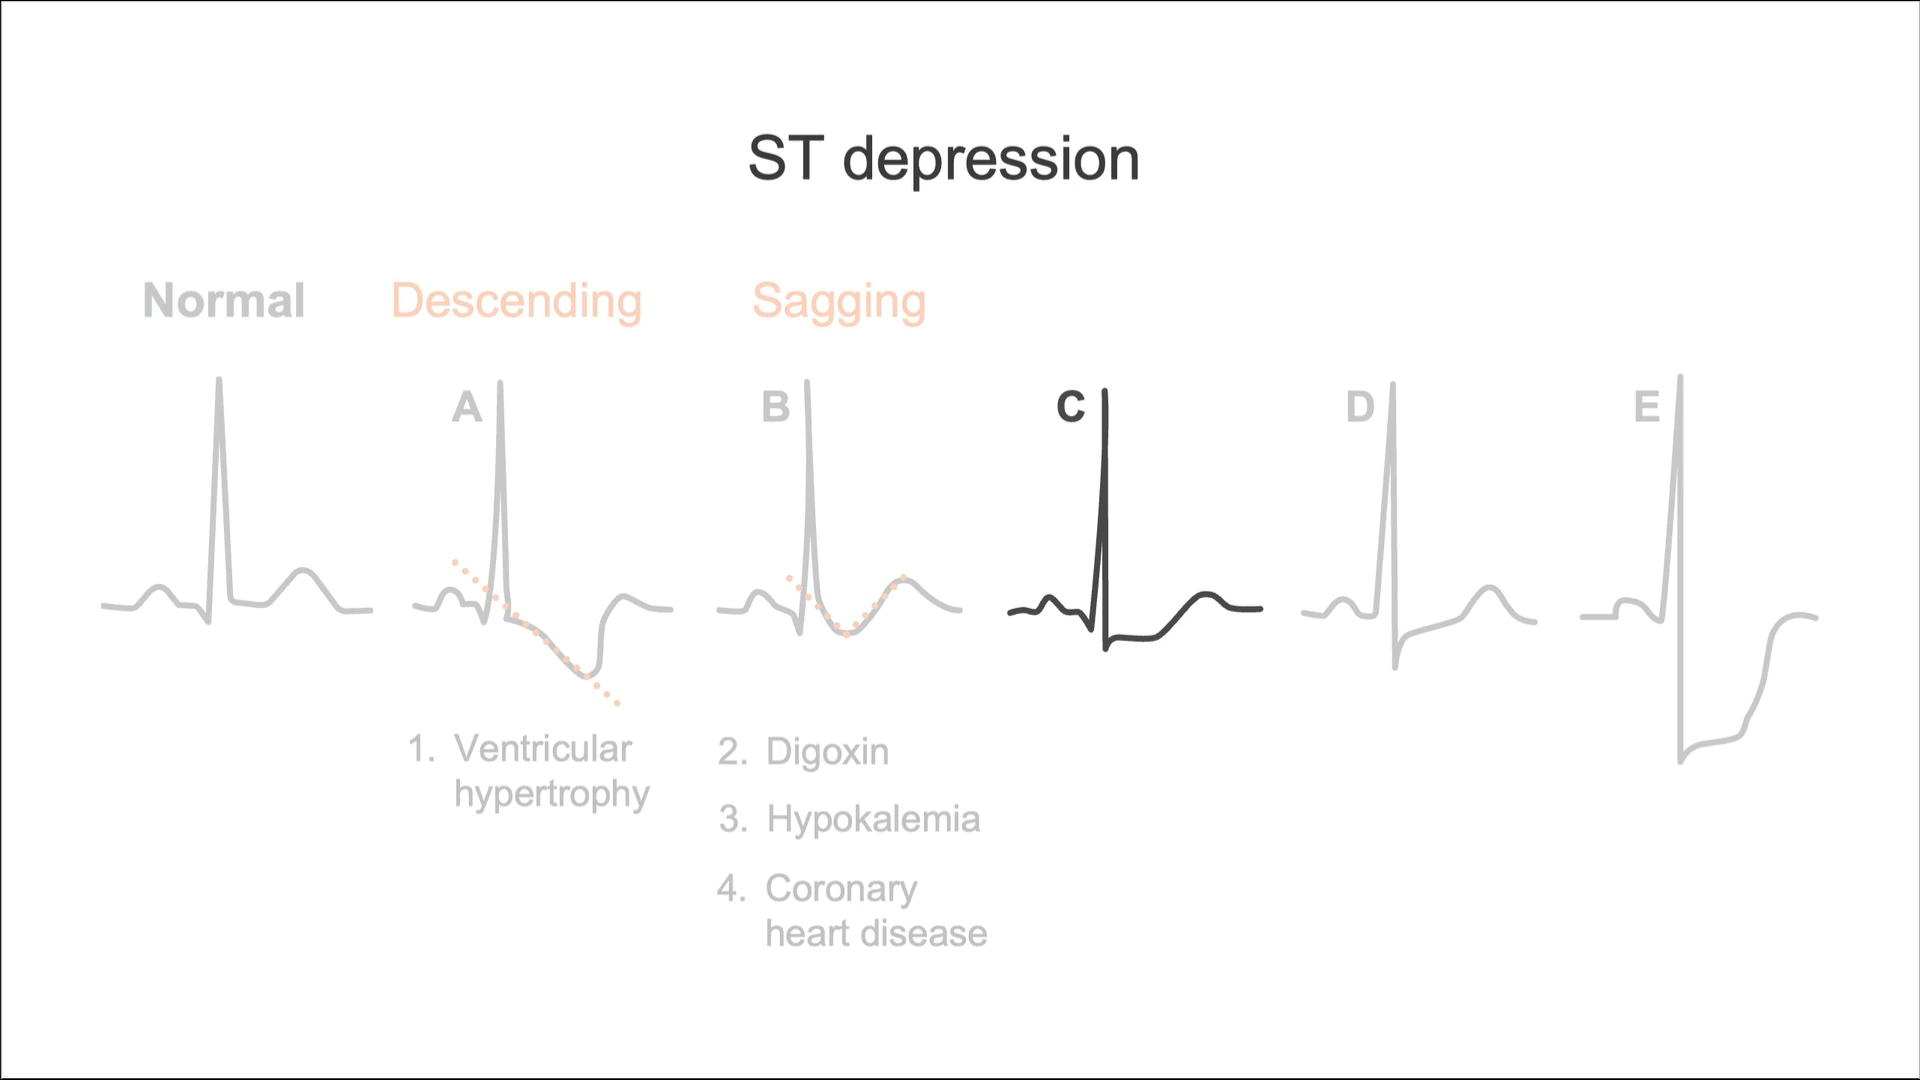 ST depression
Normal
Descending
Sagging
A
B
C
D
E
1. Ventricular
hypertrophy
2. Digoxin
3. Hypokalemia
4. Coronary
heart disease